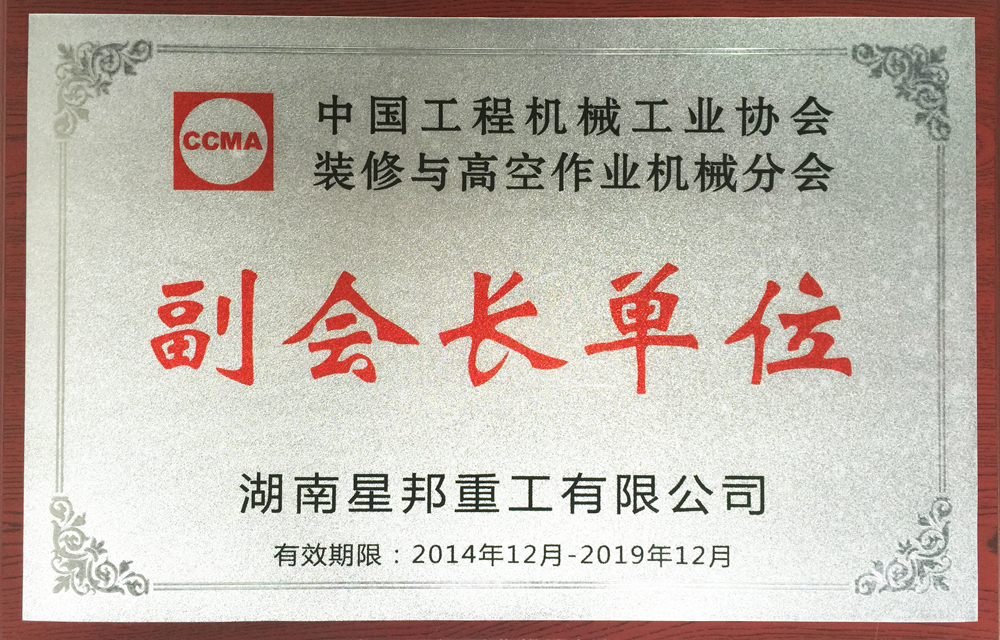 CCMA
中国工程机械工业协会
装修与高空作业机械分会
副会长单位
湖南星邦重工有限公司
有效期限：2014年12月-2019年12月